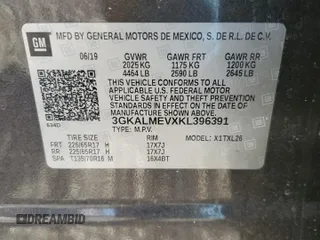 GM
MFD BY GENERAL MOTORS DE MEXICO, S. DE R.L. DE C.V.
06/19 GVWR GAWR FRT GAWR RR
2025 KG 1175 KG 1200 KG
4464 LB 2590 LB 2645 LB
THIS VEHICLE CONFORMS TO ALL
APPLICABLE U.S. FEDERAL MOTOR
VEHICLE SAFETY, BUMPER, AND THEFT
PREVENTION STANDARDS IN EFFECT ON
THE DATE OF MANUFACTURE SHOWN ABOVE.
3GKALMEVXKL396391
TYPE: M.P.V. MODEL: X1TXL26
TIRE SIZE RIM
FRT 225/65R17 H 17X7J
RR 225/65R17 H 17X7J
SPA T135/70R16 M 16X4BT
AMERBID